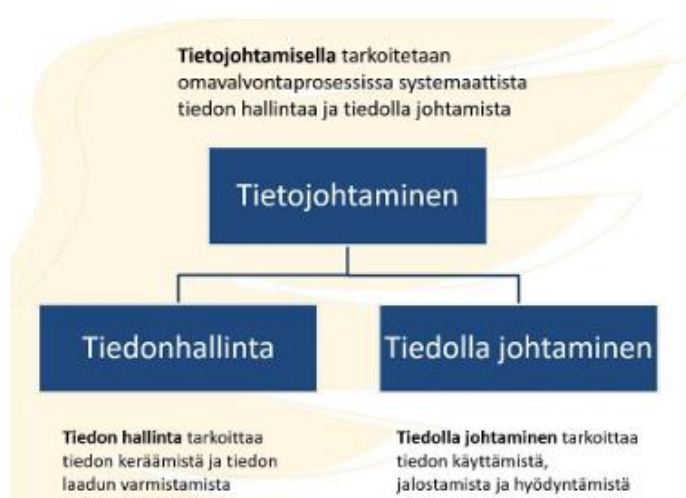 Tietojohtamisella tarkoitetaan
omavalvontaprosessissa systemaattista
tiedon hallintaa ja tiedolla johtamista
Tietojohtaminen
Tiedonhallinta
Tiedolla johtaminen
Tiedon hallinta tarkoittaa
tiedon keräämistä ja tiedon
laadun varmistamista
Tiedolla johtaminen tarkoittaa
tiedon käyttämistä,
jalostamista ja hyödyntämistä